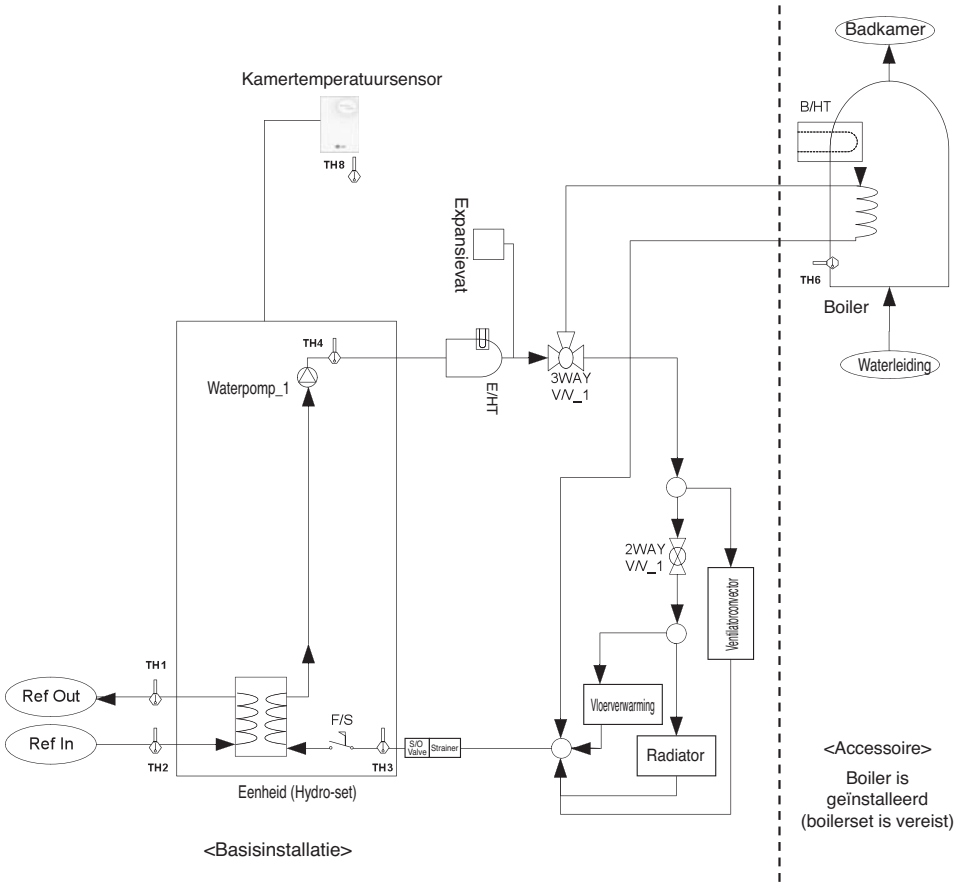 Badkamer
Kamertemperatuursensor
B/HT
TH8
Expansievat
TH6
Boiler
TH4
Waterpomp_1
E/HT
3WAY
V/V_1
Waterleiding
2WAY
V/V_1
Ventilatorconvector
TH1
Ref Out
Vloerverwarming
F/S
Ref In
TH2
TH3
S/O
Valve
Strainer
Radiator
Eenheid (Hydro-set)
<Accessoire>
Boiler is
geïnstalleerd
(boilerset is vereist)
<Basisinstallatie>